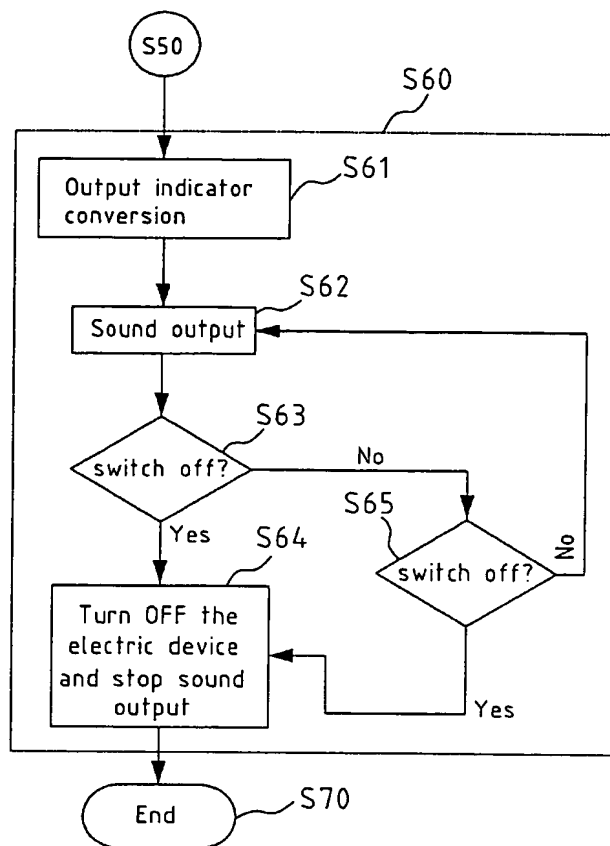 S50
S60
S61
Output indicator
conversion
S62
Sound output
S63
switch off?
No
S65
switch off?
No
Yes
S64
Yes
Turn OFF the
electric device
and stop sound
output
End
S70